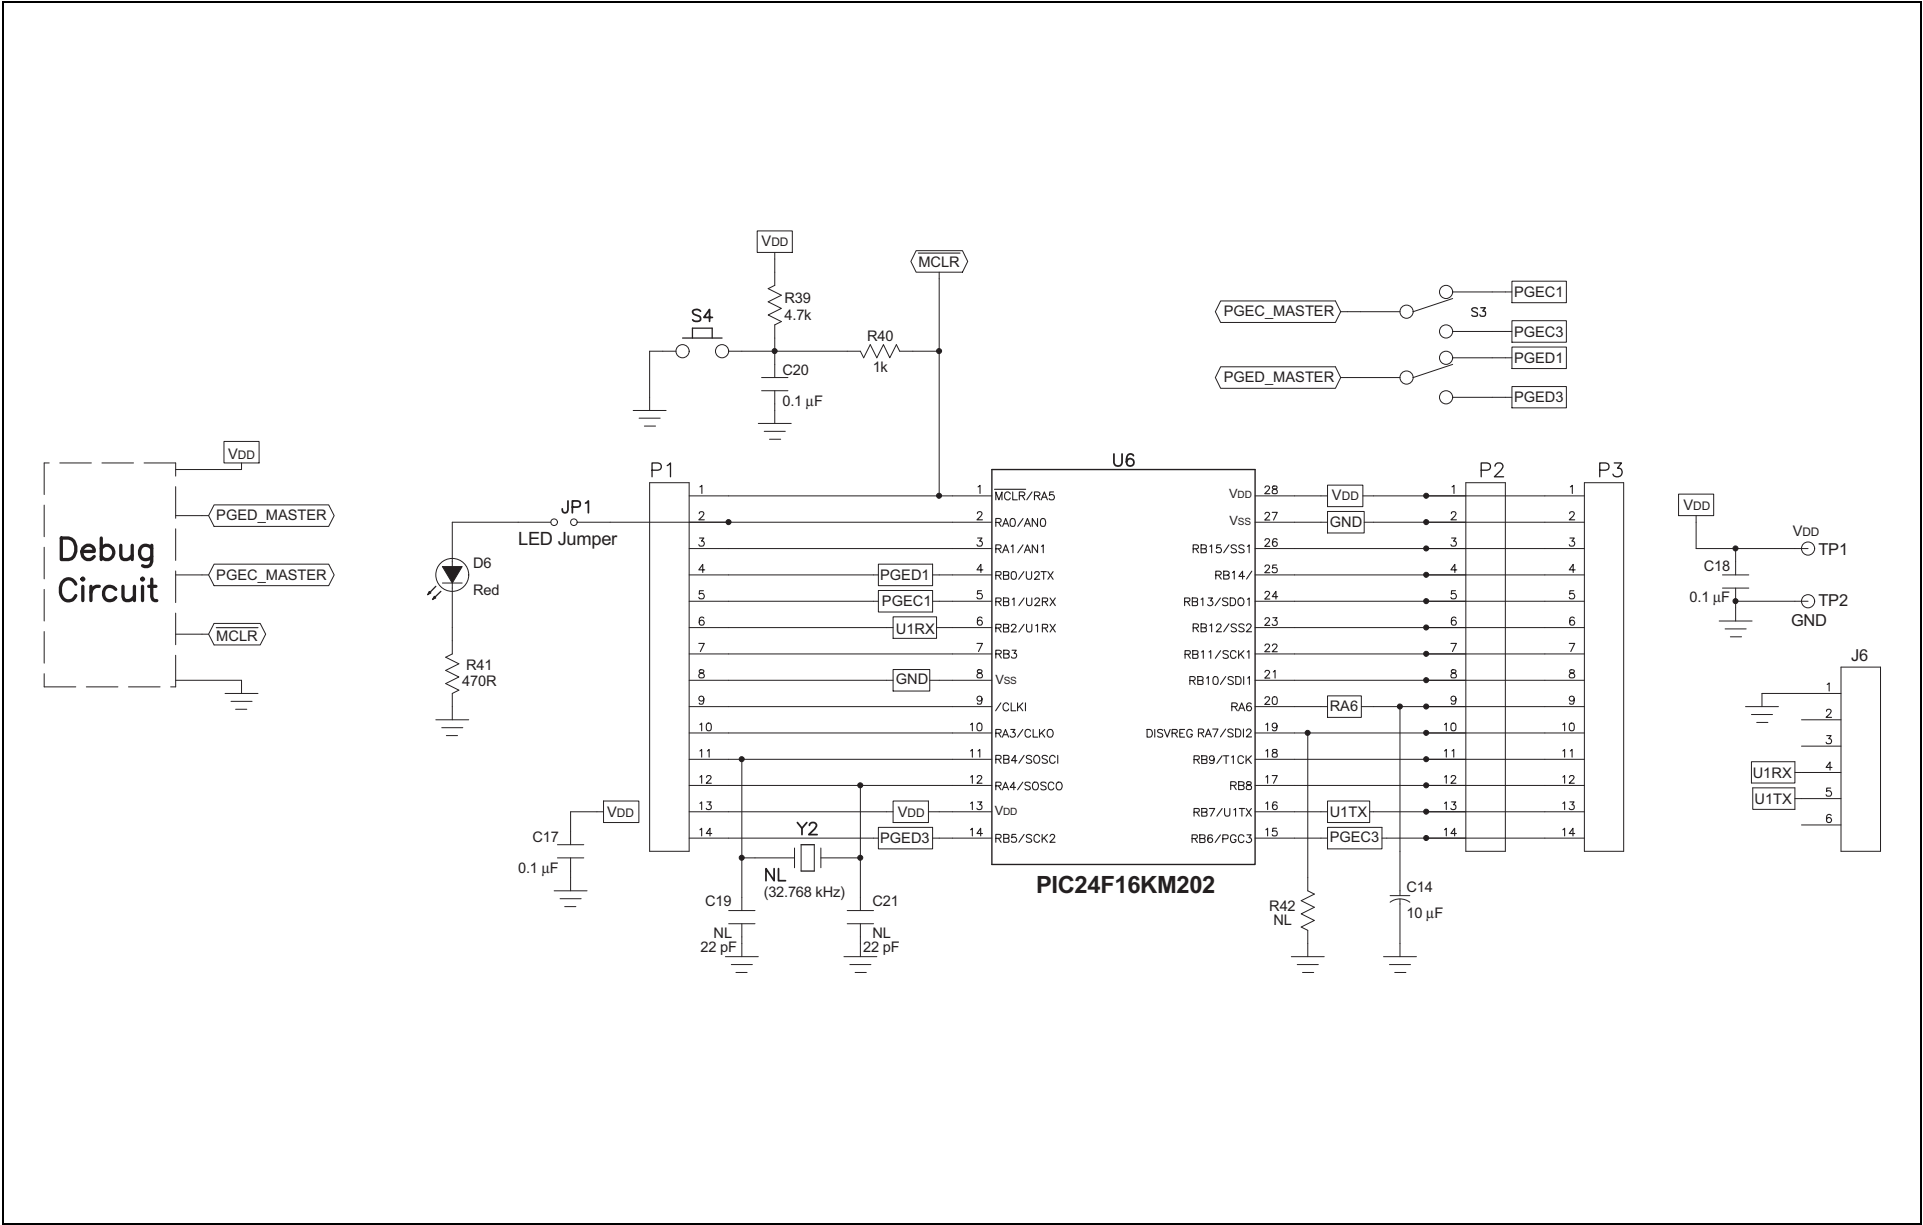 VDD
MCLR
R39
4.7k
S4
R40
1k
C20
0.1 µF
PGEC_MASTER
S3
PGEC1
PGEC3
PGED_MASTER
PGED1
PGED3
VDD
PGED_MASTER
Debug
Circuit
PGEC_MASTER
MCLR
JP1
LED Jumper
D6
Red
R41
470R
P1
1
2
3
4
5
6
7
8
9
10
11
12
13
14
PGED1
PGEC1
U1RX
GND
VDD
PGED3
U6
1 MCLR/RA5
2 RA0/AN0
3 RA1/AN1
4 RB0/U2TX
5 RB1/U2RX
6 RB2/U1RX
7 RB3
8 VSS
9 /CLKI
10 RA3/CLKO
11 RB4/SOSCI
12 RA4/SOSCO
13 VDD
14 RB5/SCK2
VDD 28
VSS 27
RB15/SS1 26
RB14/ 25
RB13/SDO1 24
RB12/SS2 23
RB11/SCK1 22
RB10/SDI1 21
RA6 20
DISVREG RA7/SDI2 19
RB9/T1CK 18
RB8 17
RB7/U1TX 16
RB6/PGC3 15
PIC24F16KM202
VDD
GND
RA6
U1TX
PGEC3
P2
1
2
3
4
5
6
7
8
9
10
11
12
13
14
P3
1
2
3
4
5
6
7
8
9
10
11
12
13
14
VDD
C17
0.1 µF
Y2
NL
(32.768 kHz)
C19
NL
22 pF
C21
NL
22 pF
R42
NL
C14
10 µF
VDD
VDD
TP1
C18
0.1 µF
TP2
GND
J6
1
2
3
U1RX 4
U1TX 5
6